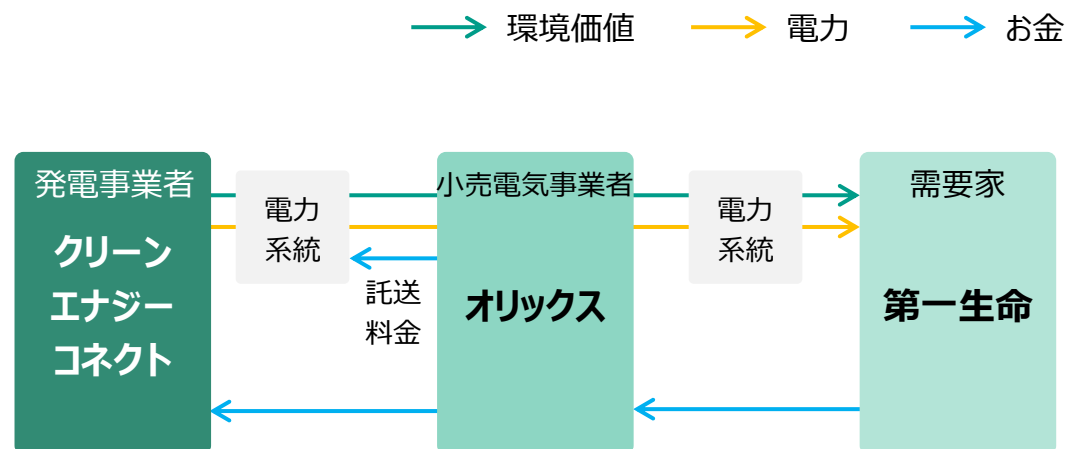 環境価値
電力
お金
発電事業者
クリーン
エナジー
コネクト
電力
系統
託送
料金
小売電気事業者
オリックス
電力
系統
需要家
第一生命